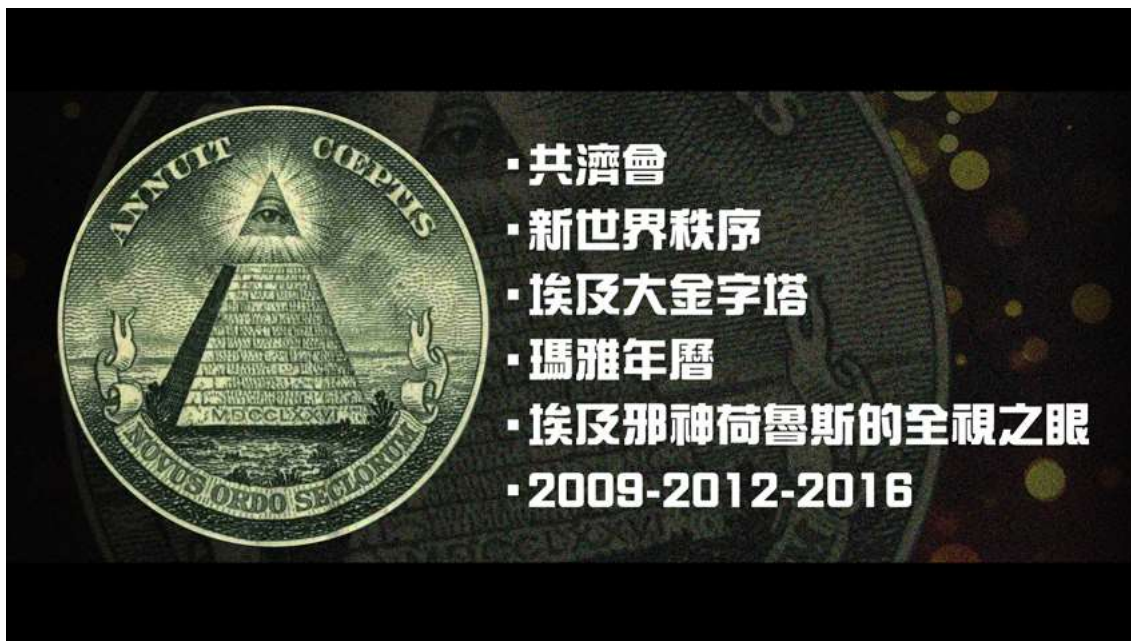 ANNUIT CŒPTIS
MDCCLXXVI
NOVUS ORDO SECLORUM
▪共濟會
▪新世界秩序
▪埃及大金字塔
▪瑪雅年曆
▪埃及邪神荷魯斯的全視之眼
▪2009-2012-2016